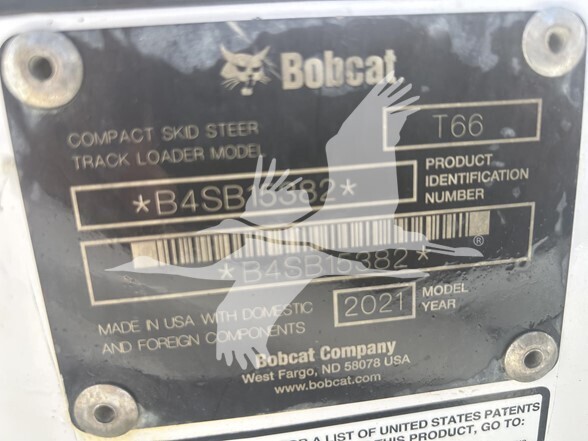 Bobcat
COMPACT SKID STEER
TRACK LOADER MODEL
T66
PRODUCT
IDENTIFICATION
NUMBER
*B4SB15382*
®
*B4SB15382*
MADE IN USA WITH DOMESTIC
AND FOREIGN COMPONENTS
2021
MODEL
YEAR
Bobcat Company
West Fargo, ND 58078 USA
www.bobcat.com
FOR A LIST OF UNITED STATES PATENTS
THIS PRODUCT, GO TO: